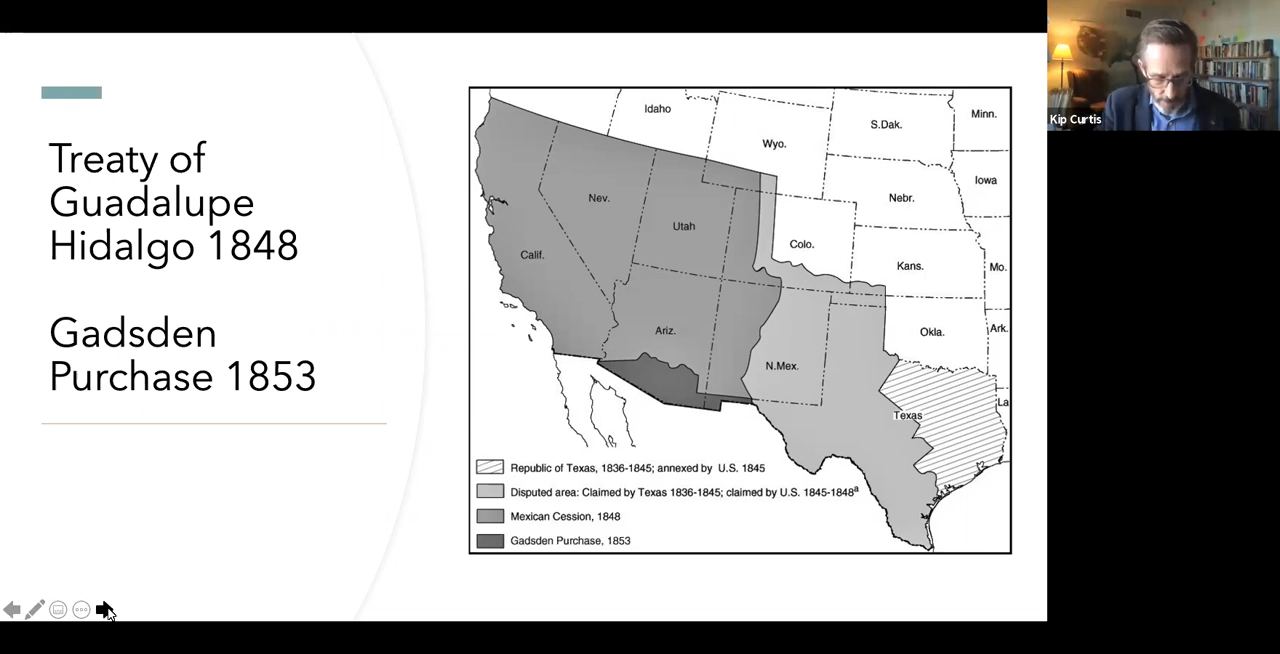 Treaty of
Guadalupe
Hidalgo 1848
Gadsden
Purchase 1853
Idaho
Wyo.
S.Dak.
Minn.
Iowa
Nebr.
Nev.
Utah
Colo.
Calif.
Kans.
Mo.
Ariz.
N.Mex.
Okla.
Ark.
Texas
La
Republic of Texas, 1836-1845; annexed by U.S. 1845
Disputed area: Claimed by Texas 1836-1845; claimed by U.S. 1845-1848a
Mexican Cession, 1848
Gadsden Purchase, 1853
Kip Curtis